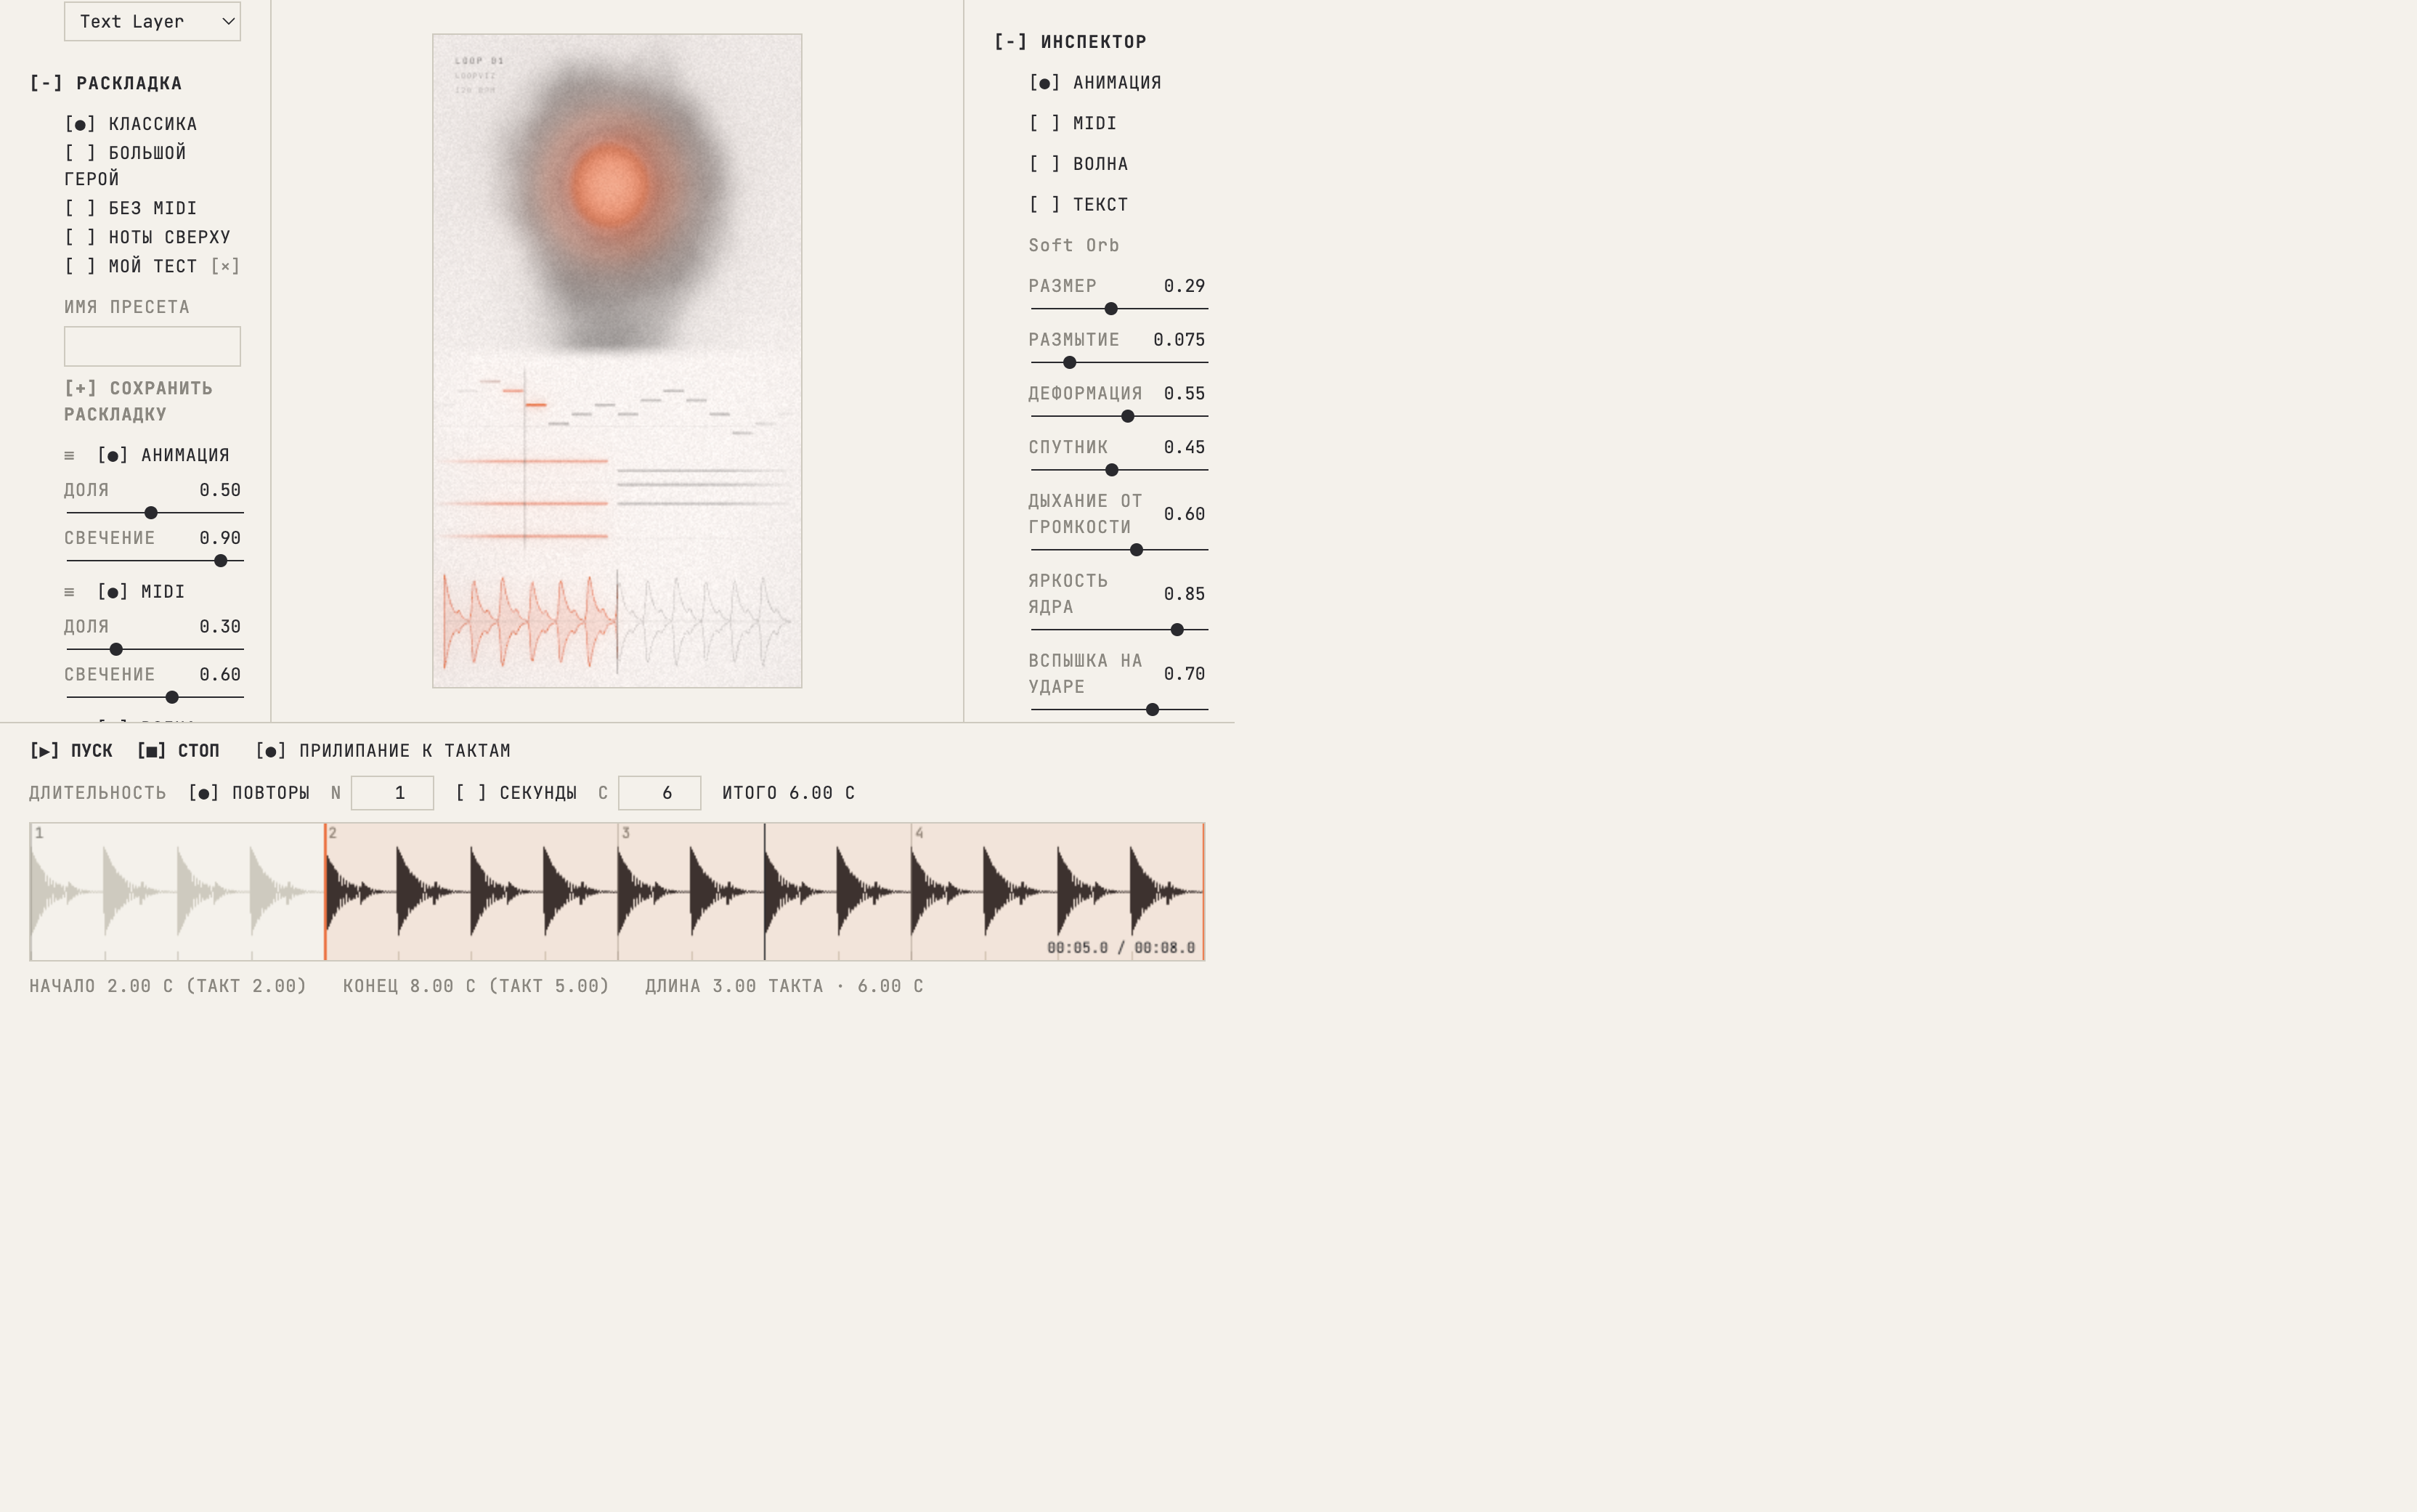 Text Layer
[-] РАСКЛАДКА
[●] КЛАССИКА
[ ] БОЛЬШОЙ
ГЕРОЙ
[ ] БЕЗ MIDI
[ ] НОТЫ СВЕРХУ
[ ] МОЙ ТЕСТ [×]
ИМЯ ПРЕСЕТА
[+] СОХРАНИТЬ
РАСКЛАДКУ
≡ [●] АНИМАЦИЯ
ДОЛЯ 0.50
СВЕЧЕНИЕ 0.90
≡ [●] MIDI
ДОЛЯ 0.30
СВЕЧЕНИЕ 0.60
LOOP 01
LOOPVIZ
120 BPM
[-] ИНСПЕКТОР
[●] АНИМАЦИЯ
[ ] MIDI
[ ] ВОЛНА
[ ] ТЕКСТ
Soft Orb
РАЗМЕР 0.29
РАЗМЫТИЕ 0.075
ДЕФОРМАЦИЯ 0.55
СПУТНИК 0.45
ДЫХАНИЕ ОТ
ГРОМКОСТИ 0.60
ЯРКОСТЬ
ЯДРА 0.85
ВСПЫШКА НА
УДАРЕ 0.70
[▶] ПУСК [■] СТОП [●] ПРИЛИПАНИЕ К ТАКТАМ
ДЛИТЕЛЬНОСТЬ [●] ПОВТОРЫ N 1 [ ] СЕКУНДЫ С 6 ИТОГО 6.00 С
1 2 3 4
00:05.0 / 00:08.0
НАЧАЛО 2.00 С (ТАКТ 2.00) КОНЕЦ 8.00 С (ТАКТ 5.00) ДЛИНА 3.00 ТАКТА · 6.00 С